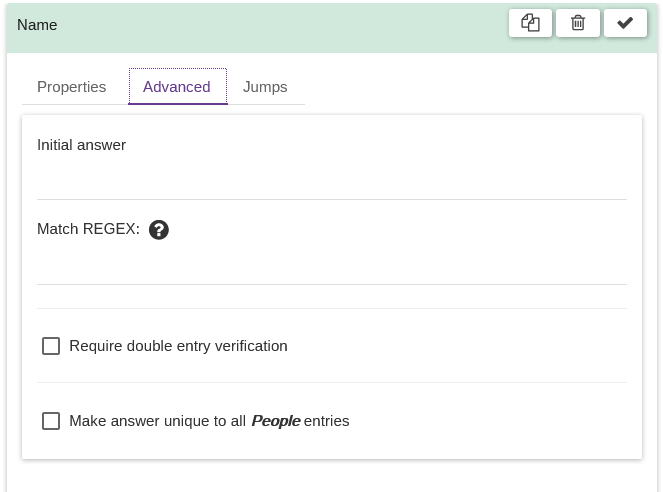 Name
Properties Advanced Jumps
Initial answer
Match REGEX: ?
Require double entry verification
Make answer unique to all People entries